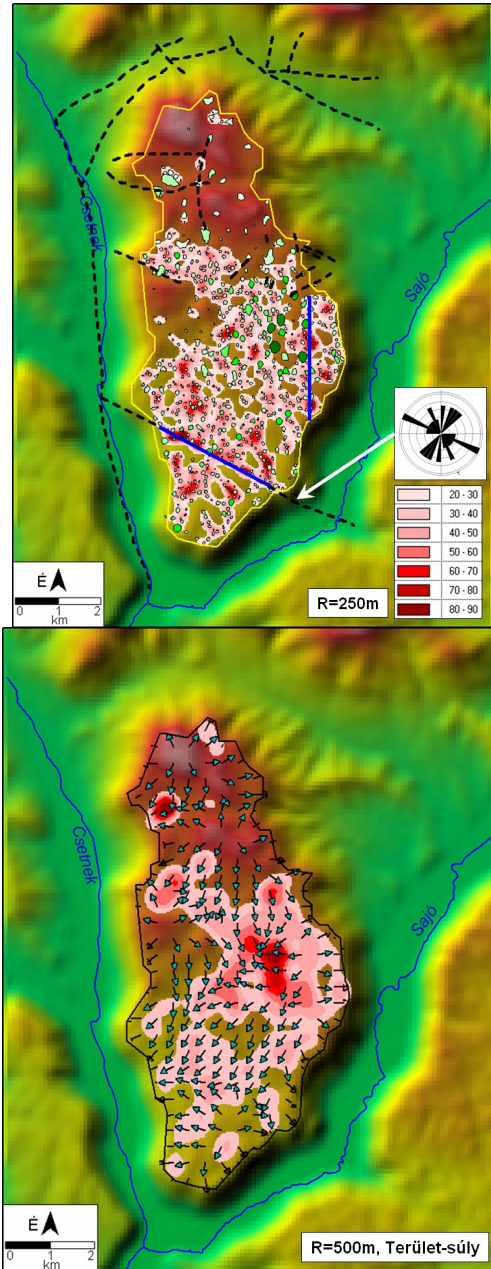 Csetnek
Sajó
20 - 30
30 - 40
40 - 50
50 - 60
60 - 70
70 - 80
80 - 90
É
0 1 2
km
R=250m
Csetnek
Sajó
É
0 1 2
km
R=500m, Terület-súly